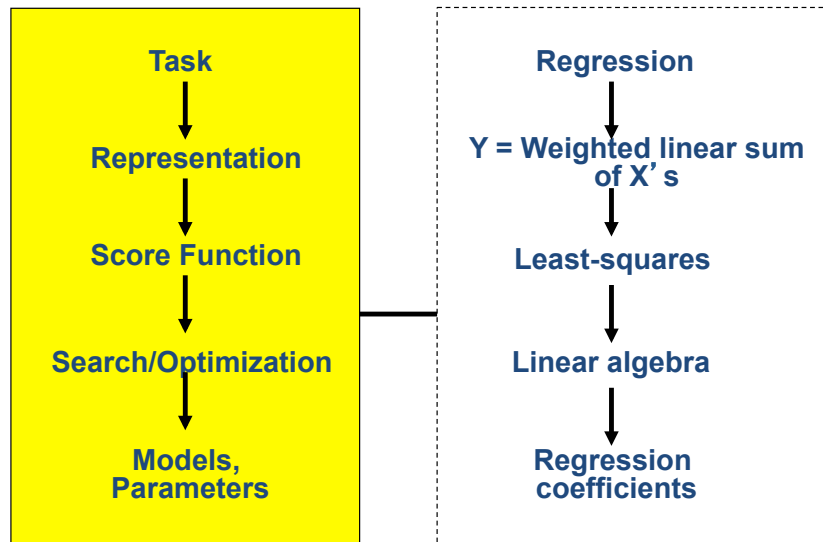 Task
Representation
Score Function
Search/Optimization
Models,
Parameters
Regression
Y = Weighted linear sum
of X’s
Least-squares
Linear algebra
Regression
coefficients